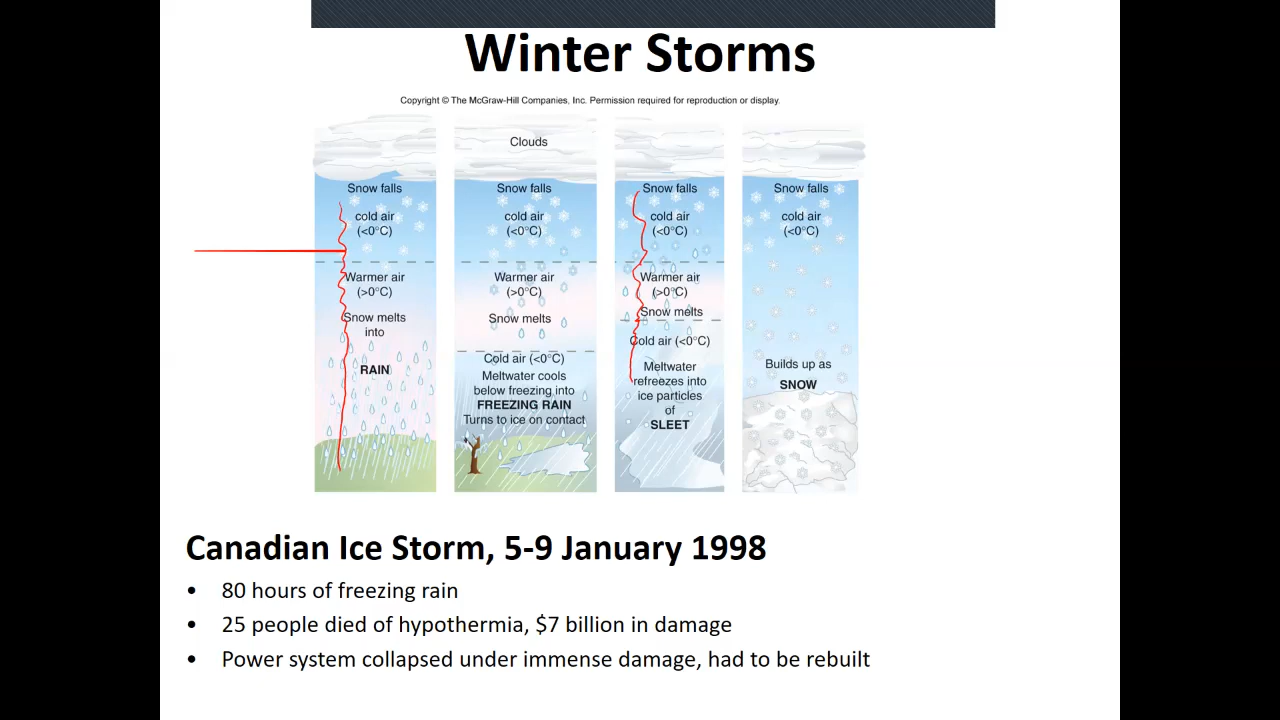 Winter Storms
Copyright © The McGraw-Hill Companies, Inc. Permission required for reproduction or display.
Snow falls
cold air
(<0°C)
Warmer air
(>0°C)
Snow melts
into
RAIN
Clouds
Snow falls
cold air
(<0°C)
Warmer air
(>0°C)
Snow melts
Cold air (<0°C)
Meltwater cools
below freezing into
FREEZING RAIN
Turns to ice on contact
Snow falls
cold air
(<0°C)
Warmer air
(>0°C)
Snow melts
Cold air (<0°C)
Meltwater
refreezes into
ice particles
of
SLEET
Snow falls
cold air
(<0°C)
Builds up as
SNOW
Canadian Ice Storm, 5-9 January 1998
• 80 hours of freezing rain
• 25 people died of hypothermia, $7 billion in damage
• Power system collapsed under immense damage, had to be rebuilt